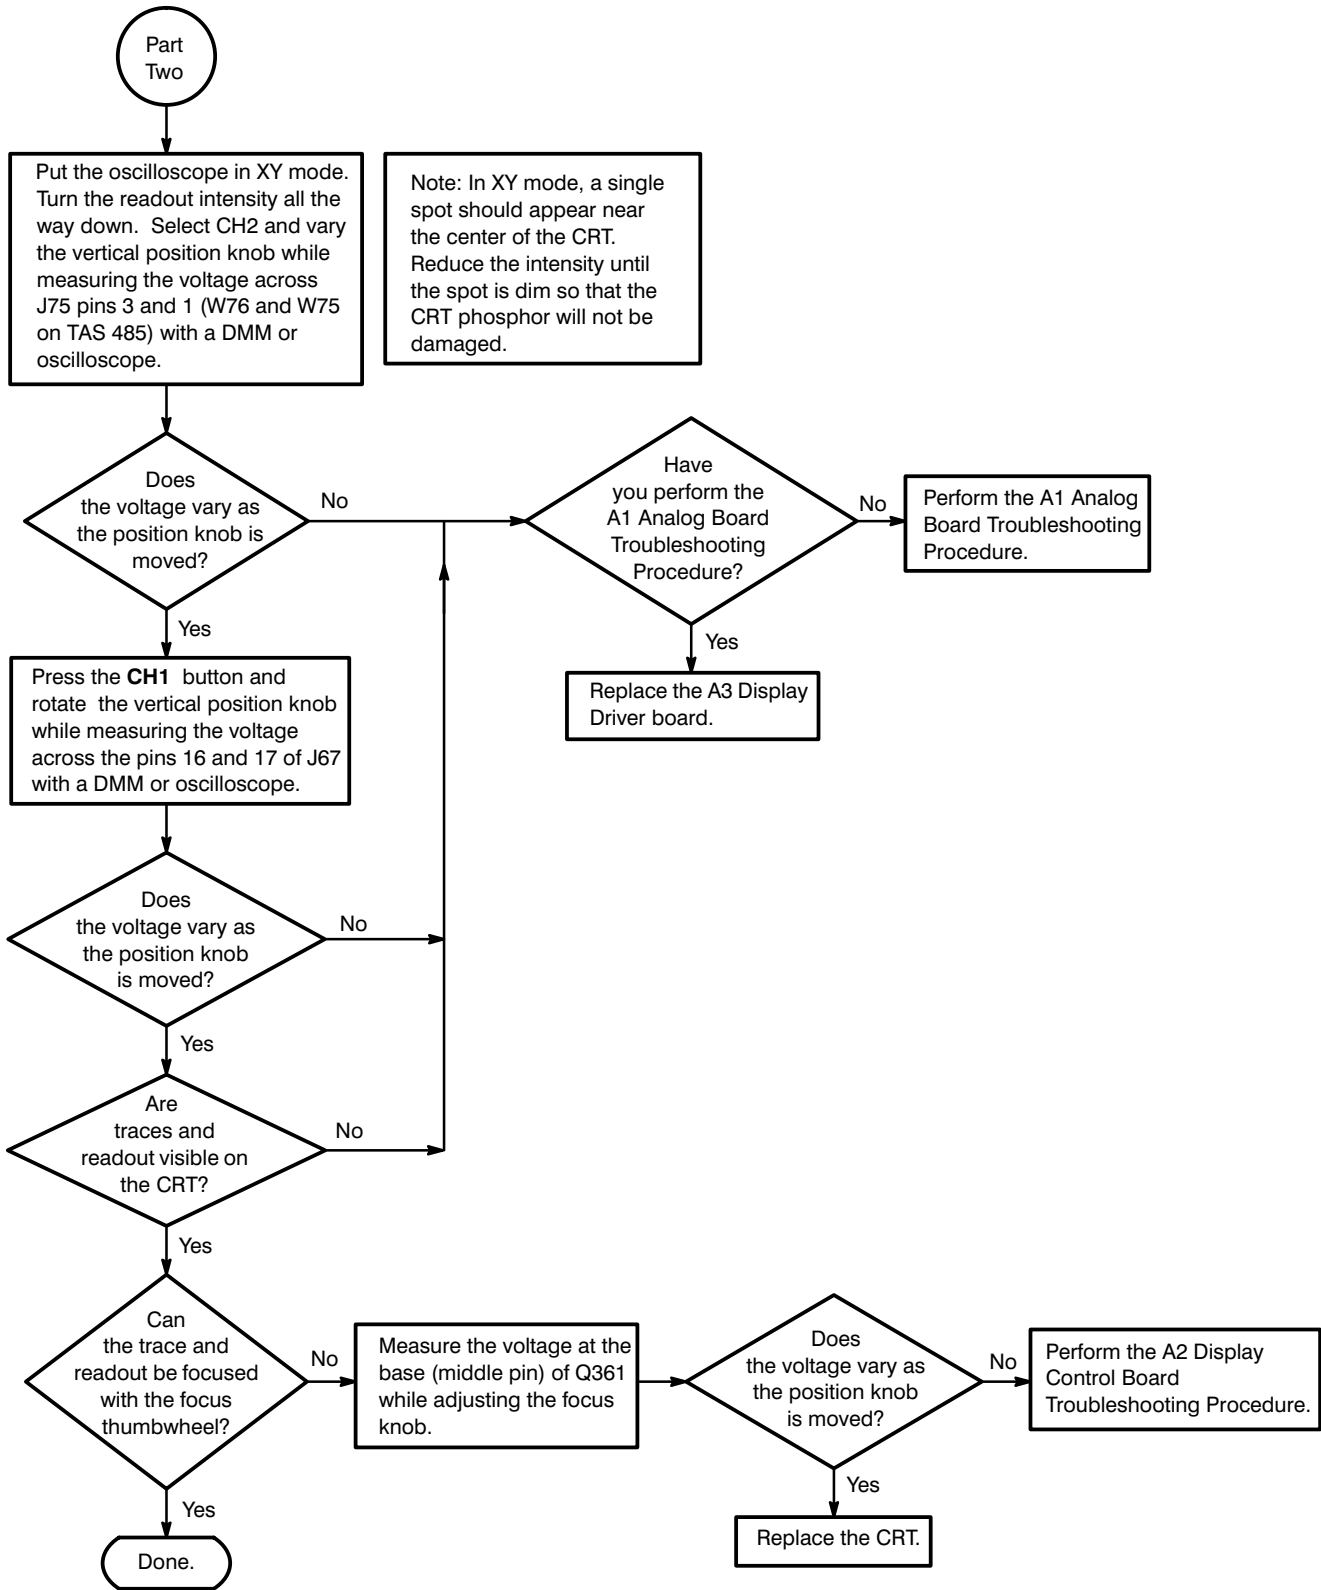 Part
Two
Put the oscilloscope in XY mode.
Turn the readout intensity all the
way down. Select CH2 and vary
the vertical position knob while
measuring the voltage across
J75 pins 3 and 1 (W76 and W75
on TAS 485) with a DMM or
oscilloscope.
Note: In XY mode, a single
spot should appear near
the center of the CRT.
Reduce the intensity until
the spot is dim so that the
CRT phosphor will not be
damaged.
Does
the voltage vary as
the position knob is
moved?
No
Have
you perform the
A1 Analog Board
Troubleshooting
Procedure?
No
Perform the A1 Analog
Board Troubleshooting
Procedure.
Yes
Yes
Replace the A3 Display
Driver board.
Press the CH1 button and
rotate the vertical position knob
while measuring the voltage
across the pins 16 and 17 of J67
with a DMM or oscilloscope.
Does
the voltage vary as
the position knob
is moved?
No
Yes
Are
traces and
readout visible on
the CRT?
No
Yes
Can
the trace and
readout be focused
with the focus
thumbwheel?
No
Measure the voltage at the
base (middle pin) of Q361
while adjusting the focus
knob.
Does
the voltage vary as
the position knob
is moved?
No
Perform the A2 Display
Control Board
Troubleshooting Procedure.
Yes
Replace the CRT.
Yes
Done.